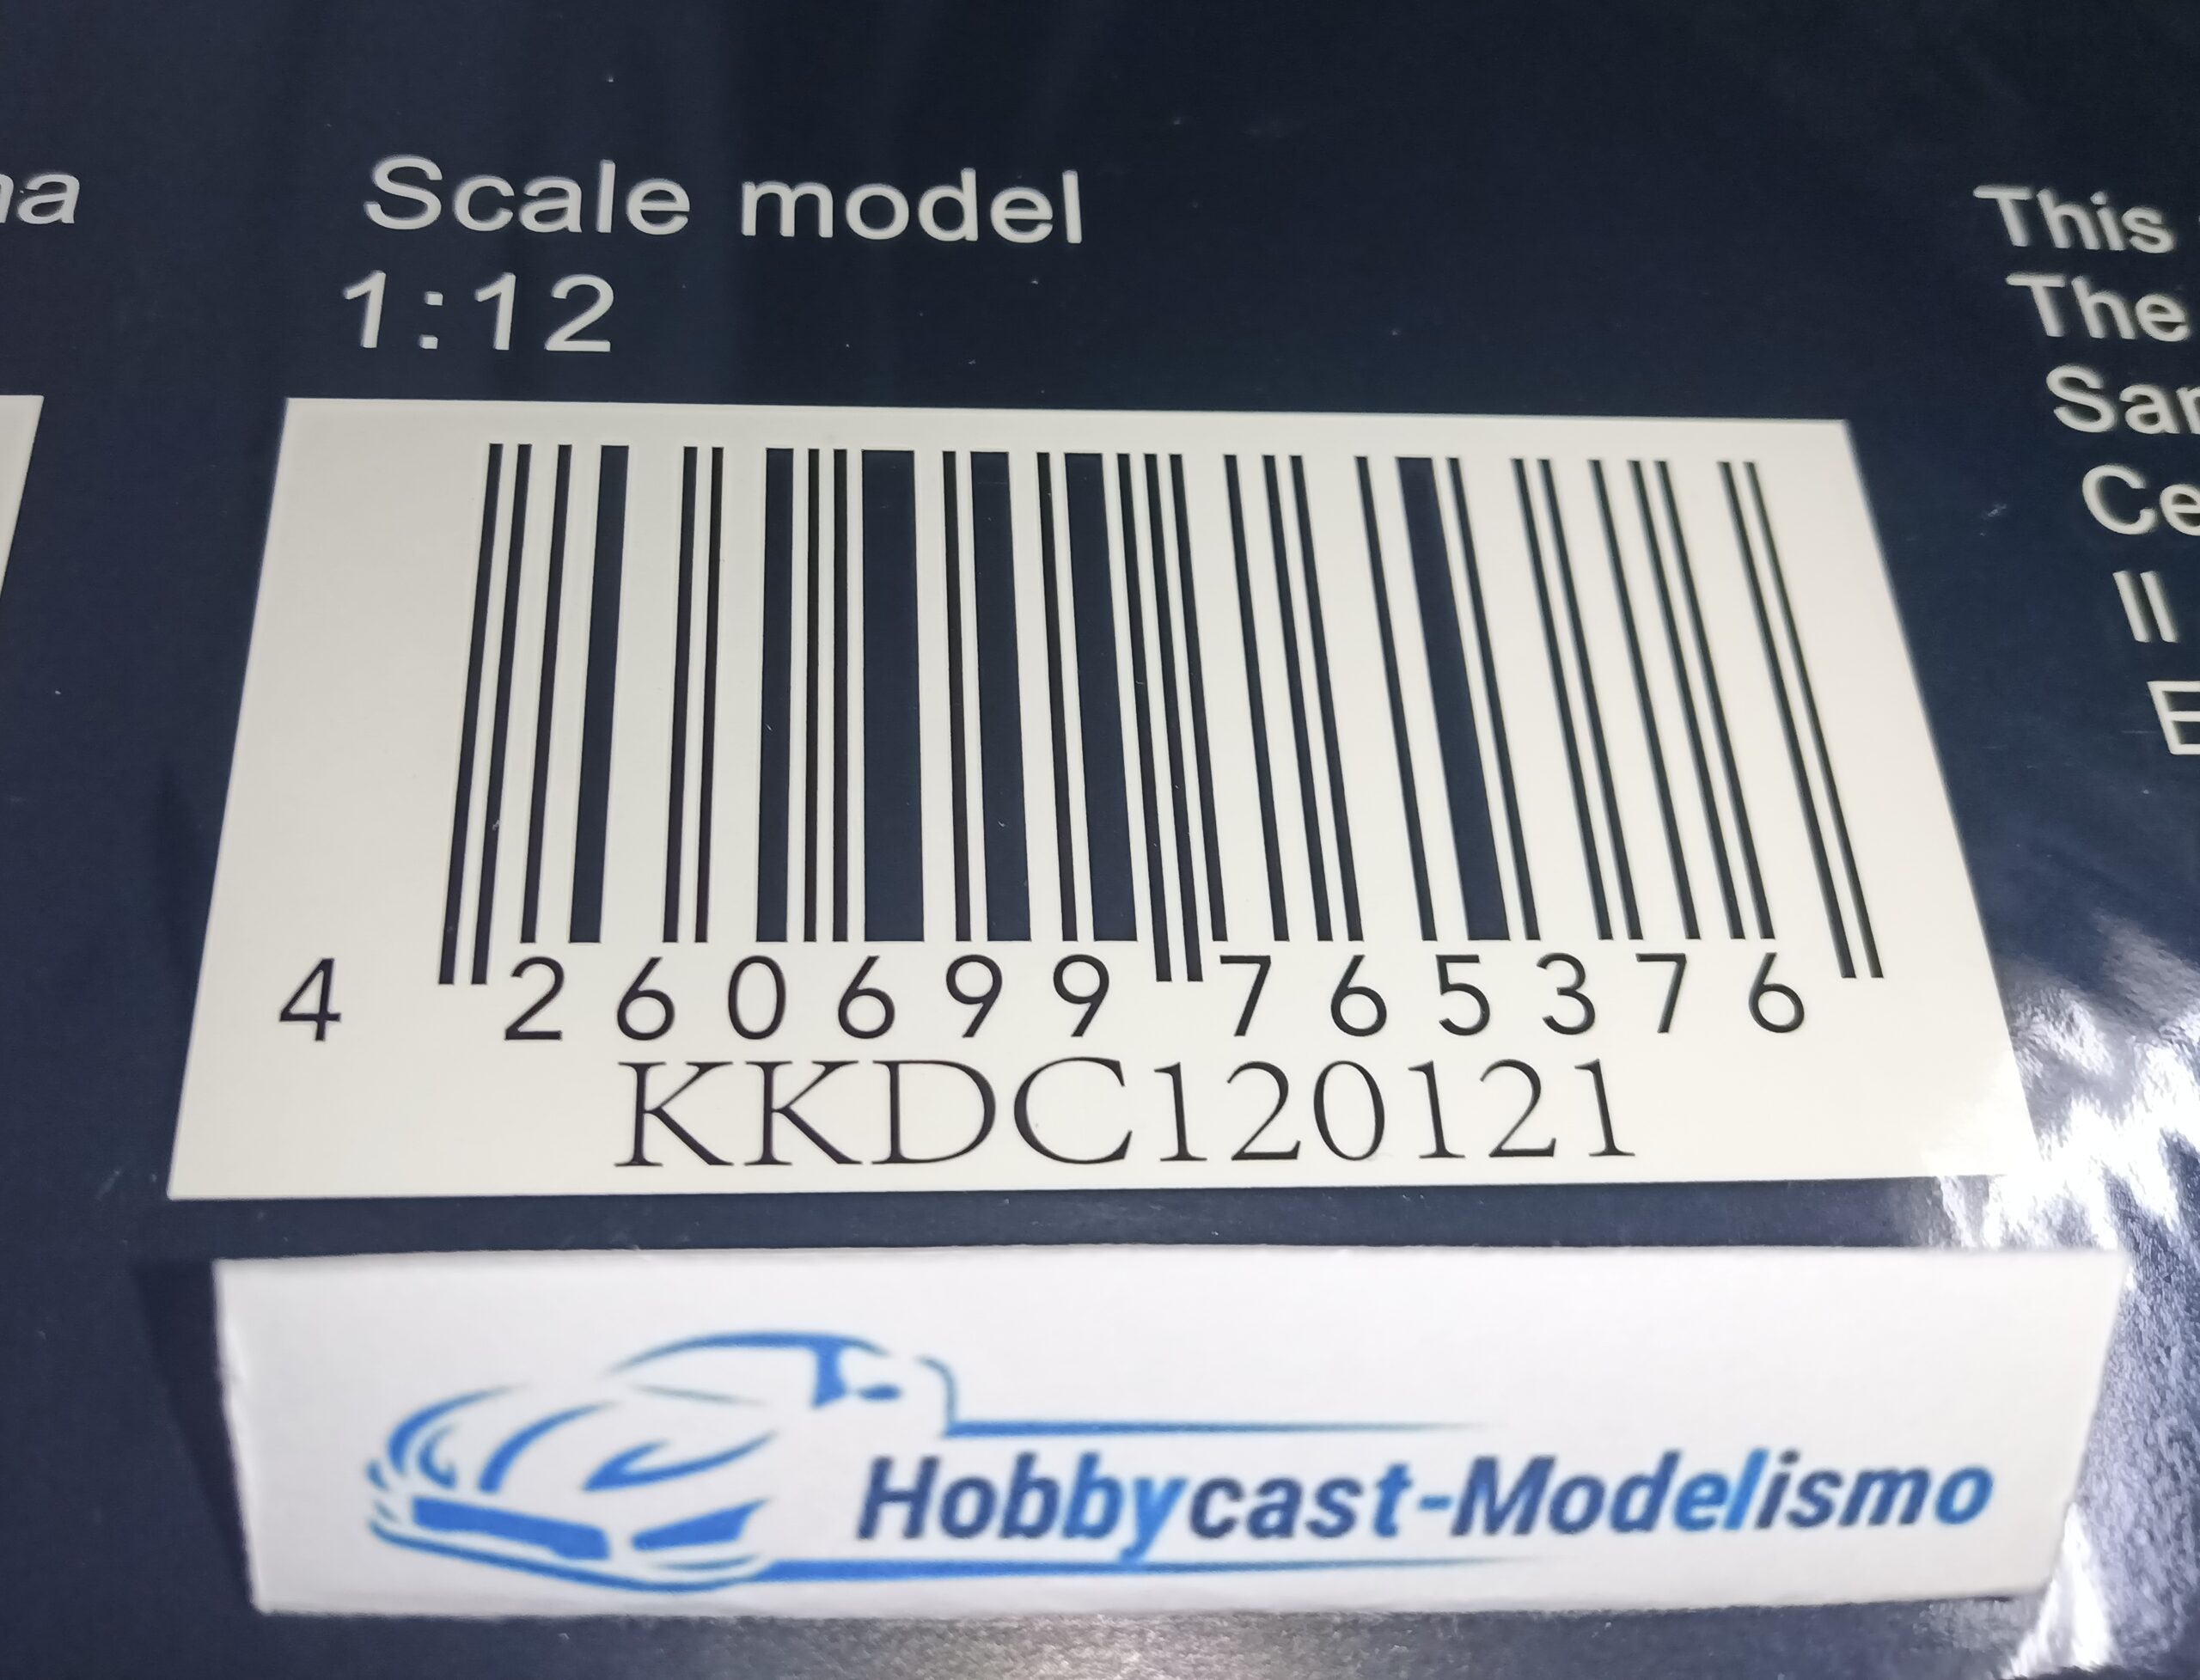 Scale model
1:12
4 260699 765376
KKDC120121
This
The
Hobbycast-Modelismo